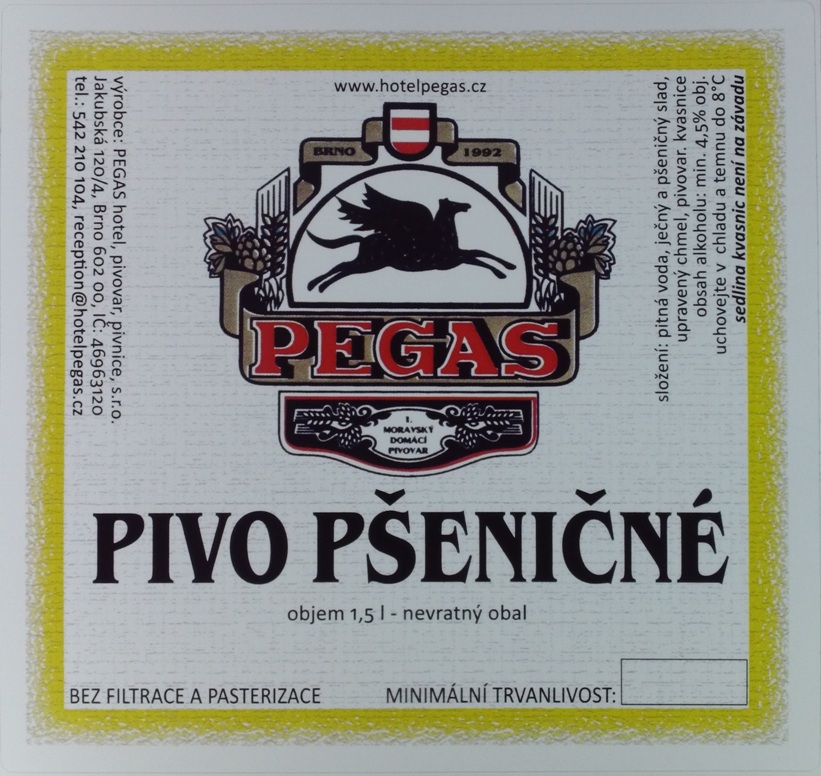 www.hotelpegas.cz
BRNO 1992
PEGAS
1.
MORAVSKÝ
DOMÁCÍ
PIVOVAR
výrobce: PEGAS hotel, pivovar, pivnice, s.r.o.
Jakubská 120/4, Brno 602 00, IČ: 46963120
tel.: 542 210 104, reception@hotelpegas.cz
složení: pitná voda, ječný a pšeničný slad,
upravený chmel, pivovar. kvasnice
obsah alkoholu: min. 4,5% obj.
uchovejte v chladu a temnu do 8°C
sedlina kvasnic není na závadu
PIVO PŠENIČNÉ
objem 1,5 l - nevratný obal
BEZ FILTRACE A PASTERIZACE
MINIMÁLNÍ TRVANLIVOST: